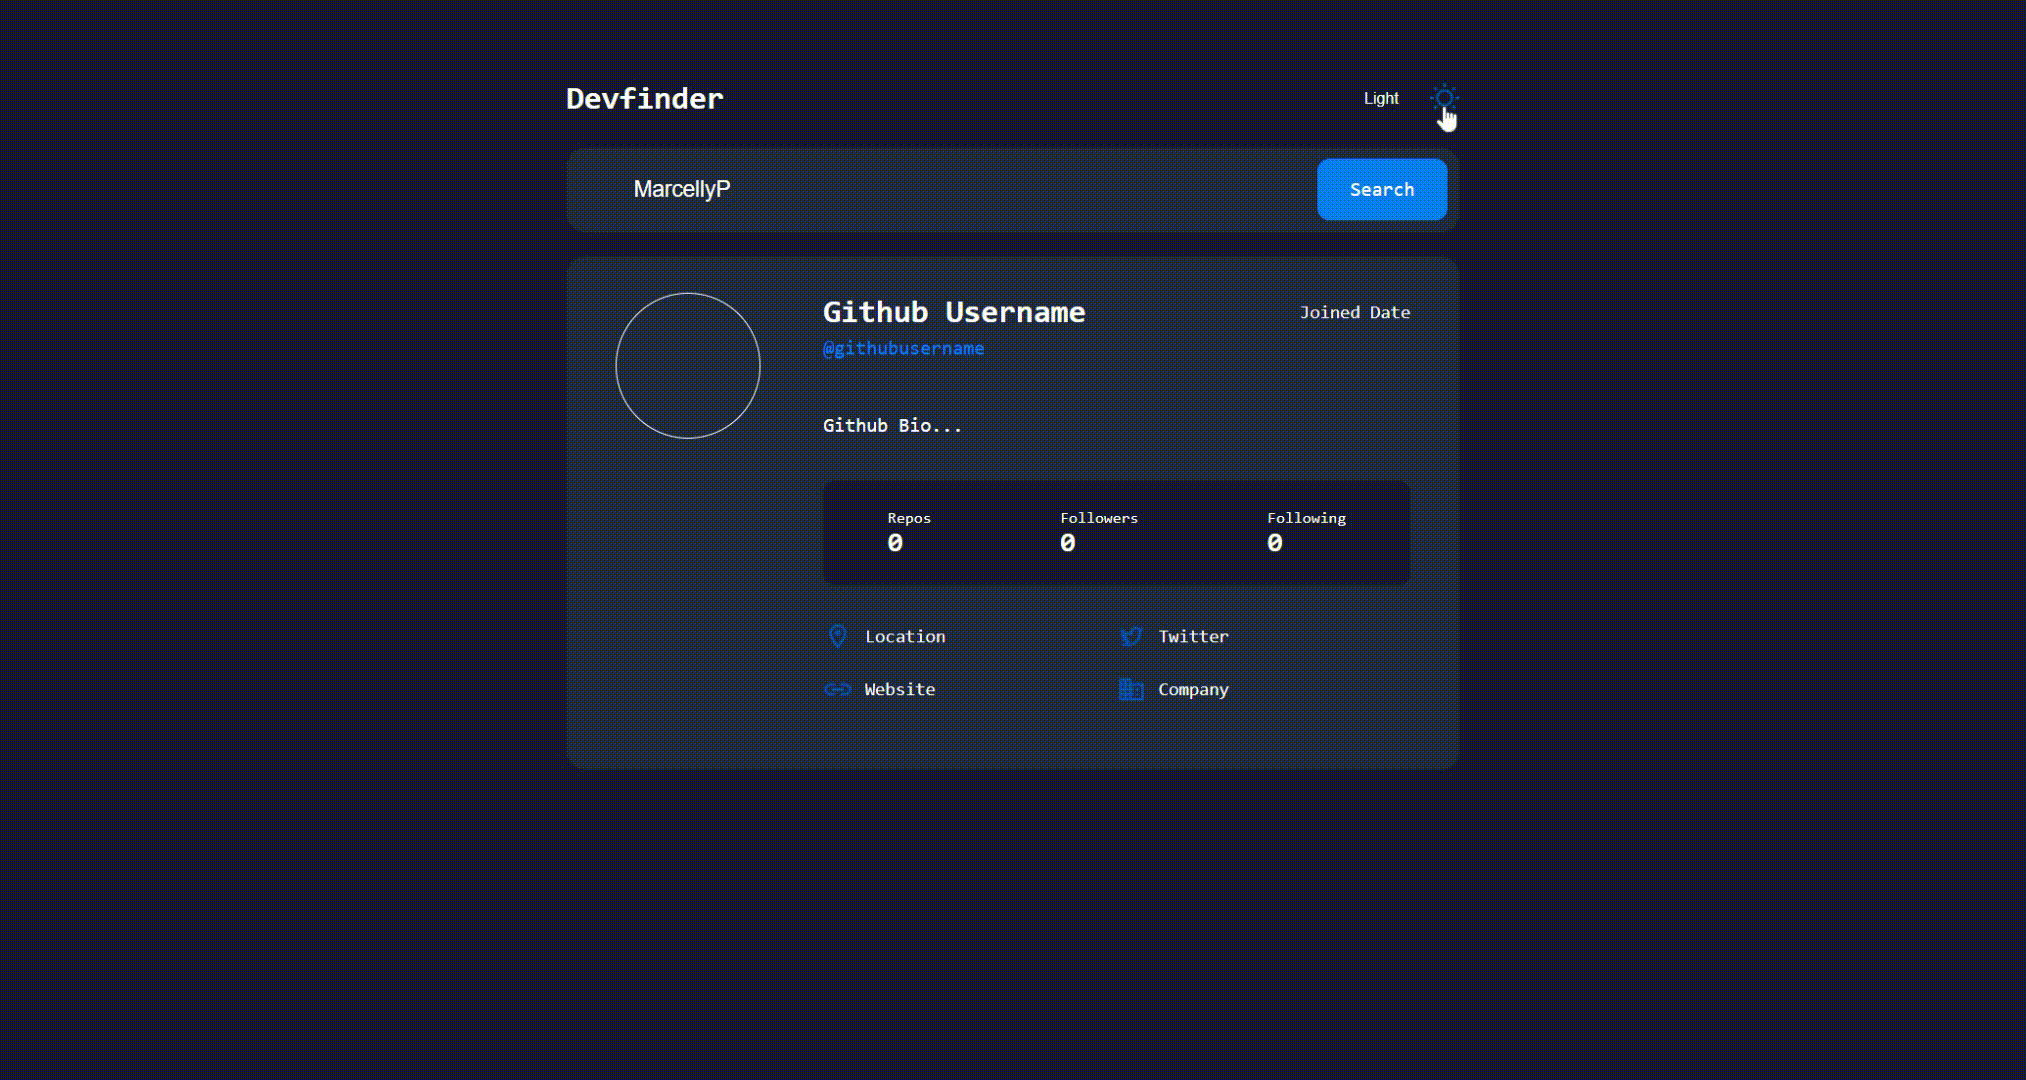 Devfinder
Light
MarcellyP
Search
Github Username
Joined Date
@githubusername
Github Bio...
Repos
Followers
Following
0
0
0
Location
Twitter
Website
Company